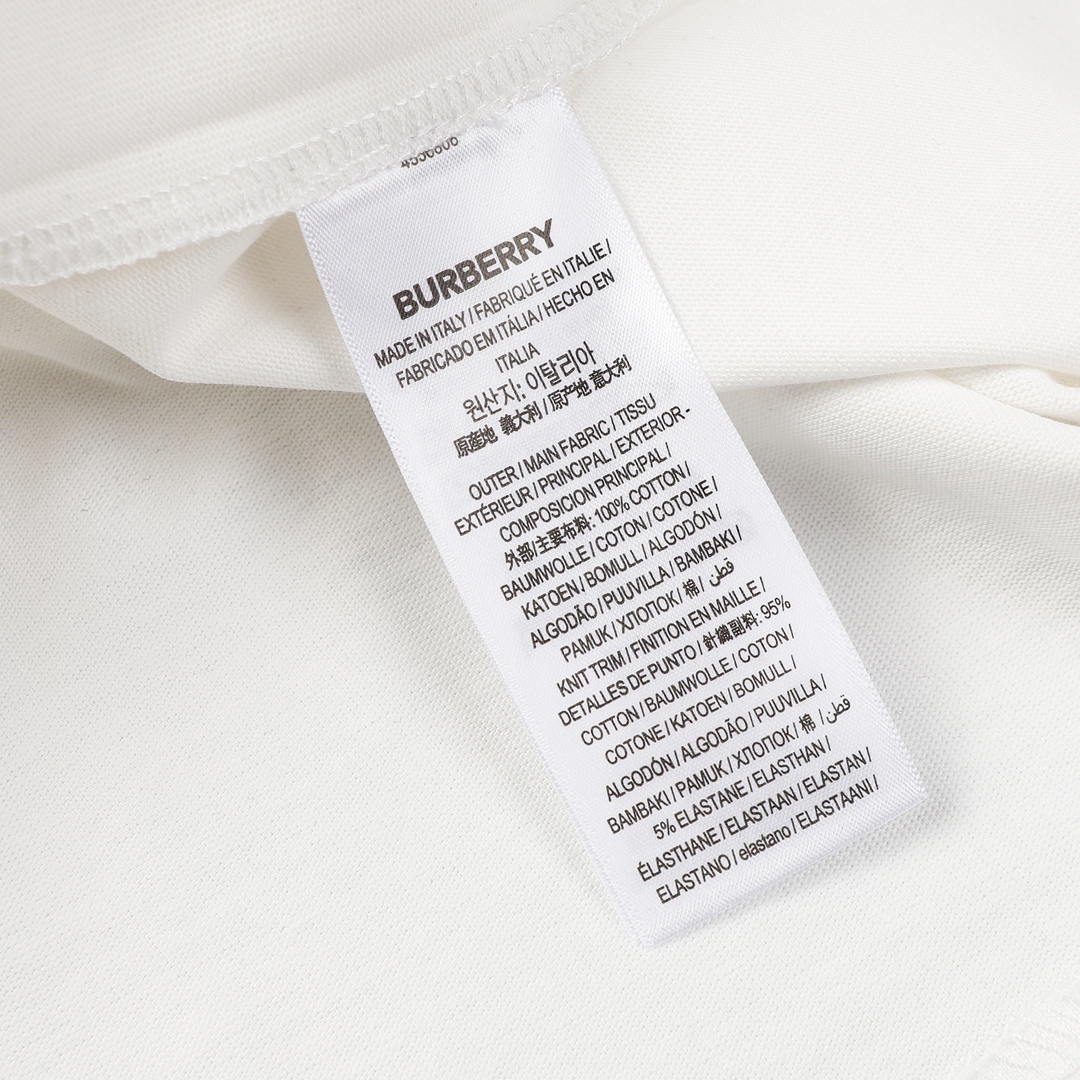 BURBERRY
MADE IN ITALY / FABRIQUÉ EN ITALIE /
FABRICADO EM ITÁLIA / HECHO EN
ITALIA
원산지: 이탈리아
原産地 義大利 / 原产地 意大利
OUTER / MAIN FABRIC / TISSU
EXTÉRIEUR / PRINCIPAL / EXTERIOR -
COMPOSICION PRINCIPAL /
外部/主要布料: 100% COTTON /
BAUMWOLLE / COTON / COTONE /
KATOEN / BOMULL / ALGODÓN /
ALGODÃO / PUUVILLA / BAMBAKI /
PAMUK / ХЛОПОК / 棉 / قطن
KNIT TRIM / FINITION EN MAILLE /
DETALLES DE PUNTO / 針織副料: 95%
COTTON / BAUMWOLLE / COTON /
COTONE / KATOEN / BOMULL /
ALGODÓN / ALGODÃO / PUUVILLA /
BAMBAKI / PAMUK / ХЛОПОК / 棉 / قطن
5% ELASTANE / ELASTHAN /
ÉLASTHANE / ELASTAAN / ELASTAN /
ELASTANO / elastano / ELASTAANI /